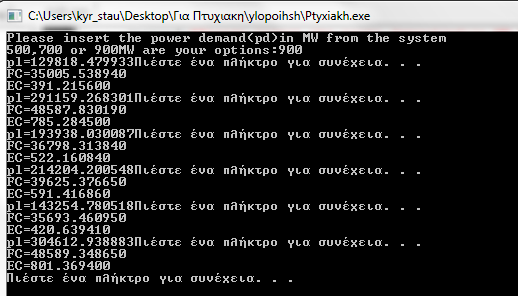 C:\Users\kyr_stau\Desktop\Για Πτυχιακη\ylopoihsh\Ptyxiakh.exe
Please insert the power demand(pd)in MW from the system
500,700 or 900MW are your options:900
pl=129818.479933Πιέστε ένα πλήκτρο για συνέχεια. . .
FC=35005.538940
EC=391.215600
pl=291159.268301Πιέστε ένα πλήκτρο για συνέχεια. . .
FC=48587.830190
EC=785.284500
pl=193938.030087Πιέστε ένα πλήκτρο για συνέχεια. . .
FC=36798.313840
EC=522.160840
pl=214204.200548Πιέστε ένα πλήκτρο για συνέχεια. . .
FC=39625.376650
EC=591.416860
pl=143254.780518Πιέστε ένα πλήκτρο για συνέχεια. . .
FC=35693.460950
EC=420.639410
pl=304612.938883Πιέστε ένα πλήκτρο για συνέχεια. . .
FC=48589.348650
EC=801.369400
Πιέστε ένα πλήκτρο για συνέχεια. . .